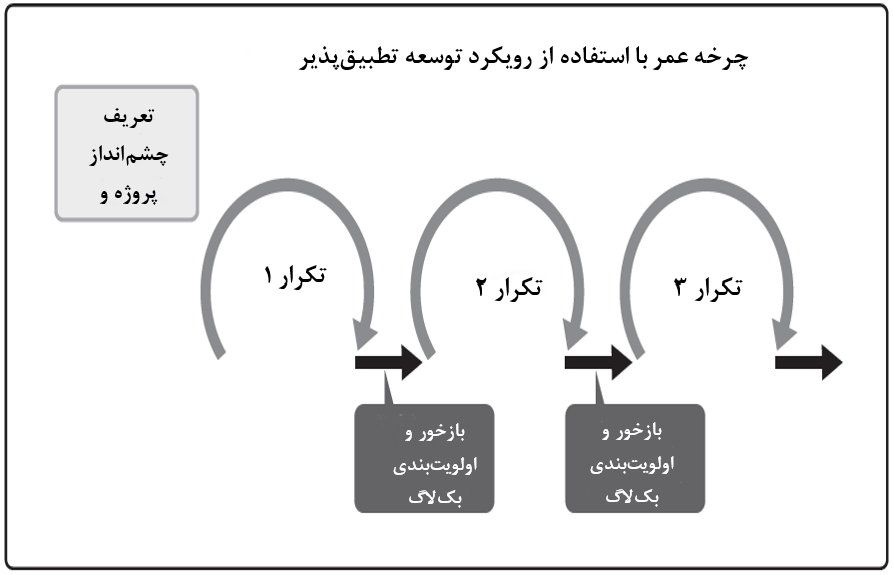 چرخه عمر با استفاده از رویکرد توسعه تطبیق‌پذیر
تعریف
چشم‌انداز
پروژه و
تکرار ۱
تکرار ۲
تکرار ۳
بازخور و
اولویت‌بندی
بک‌لاگ
بازخور و
اولویت‌بندی
بک‌لاگ